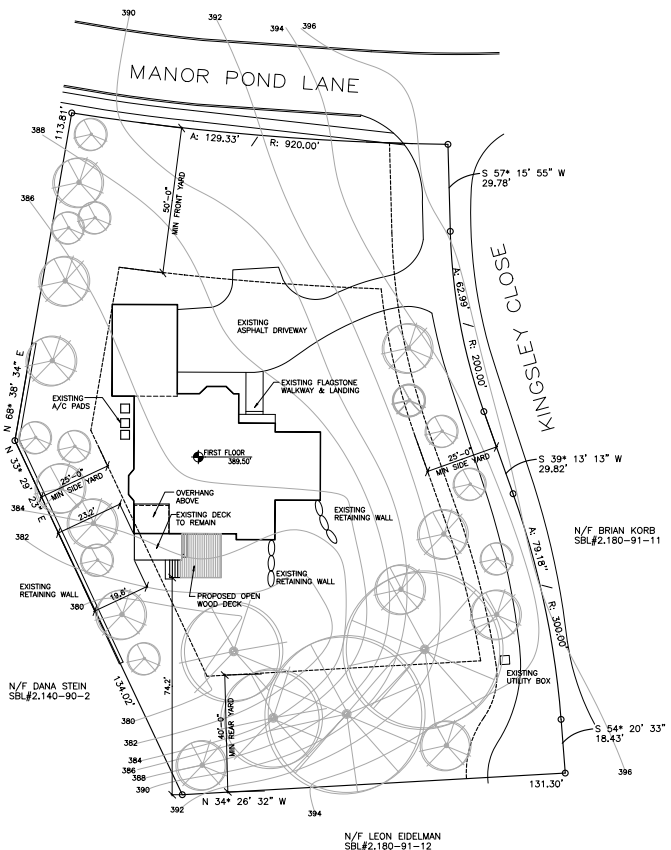 390
392
394
396
MANOR POND LANE
113.81'
A: 129.33' / R: 920.00'
388
386
50'-0"
MIN FRONT YARD
S 57* 15' 55" W
29.78'
KINGSLEY CLOSE
A: 62.99' / R: 200.00'
EXISTING
ASPHALT DRIVEWAY
N 68* 38' 34" E
EXISTING
A/C PADS
EXISTING FLAGSTONE
WALKWAY & LANDING
FIRST FLOOR
389.50'
25'-0"
MIN SIDE YARD
25'-0"
MIN SIDE YARD
S 39* 13' 13" W
29.82'
N 33* 29' 23" E
OVERHANG
ABOVE
EXISTING DECK
TO REMAIN
384
382
23.2'
EXISTING
RETAINING WALL
N/F BRIAN KORB
SBL#2.180-91-11
A: 79.18' / R: 300.00'
EXISTING
RETAINING WALL
EXISTING
RETAINING WALL
380
19.8'
PROPOSED OPEN
WOOD DECK
EXISTING
UTILITY BOX
N/F DANA STEIN
SBL#2.140-90-2
134.02'
74.2'
40'-0"
MIN REAR YARD
380
382
384
386
388
390
392
N 34* 26' 32" W
394
131.30'
S 54* 20' 33"
18.43'
396
N/F LEON EIDELMAN
SBL#2.180-91-12